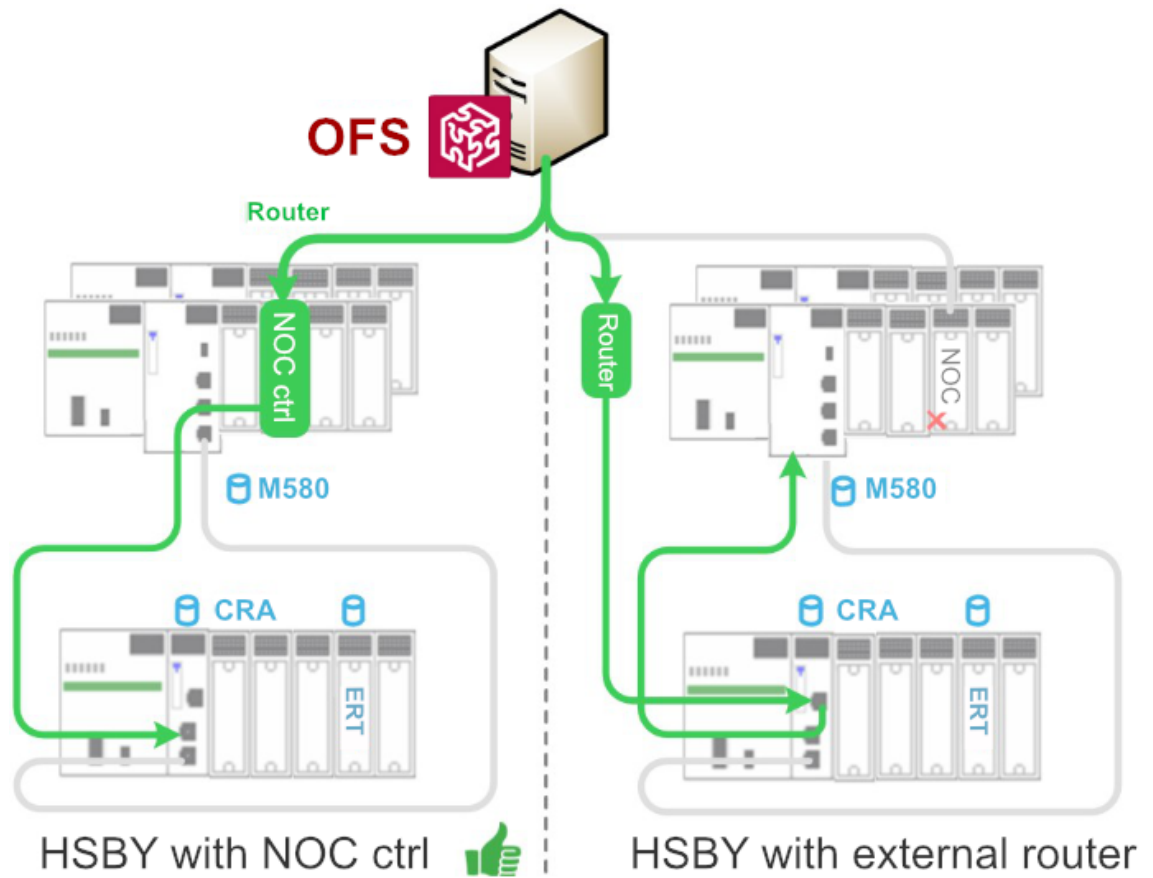 OFS
Router
NOC ctrl
M580
CRA
ERT
HSBY with NOC ctrl
Router
NOC
M580
CRA
ERT
HSBY with external router